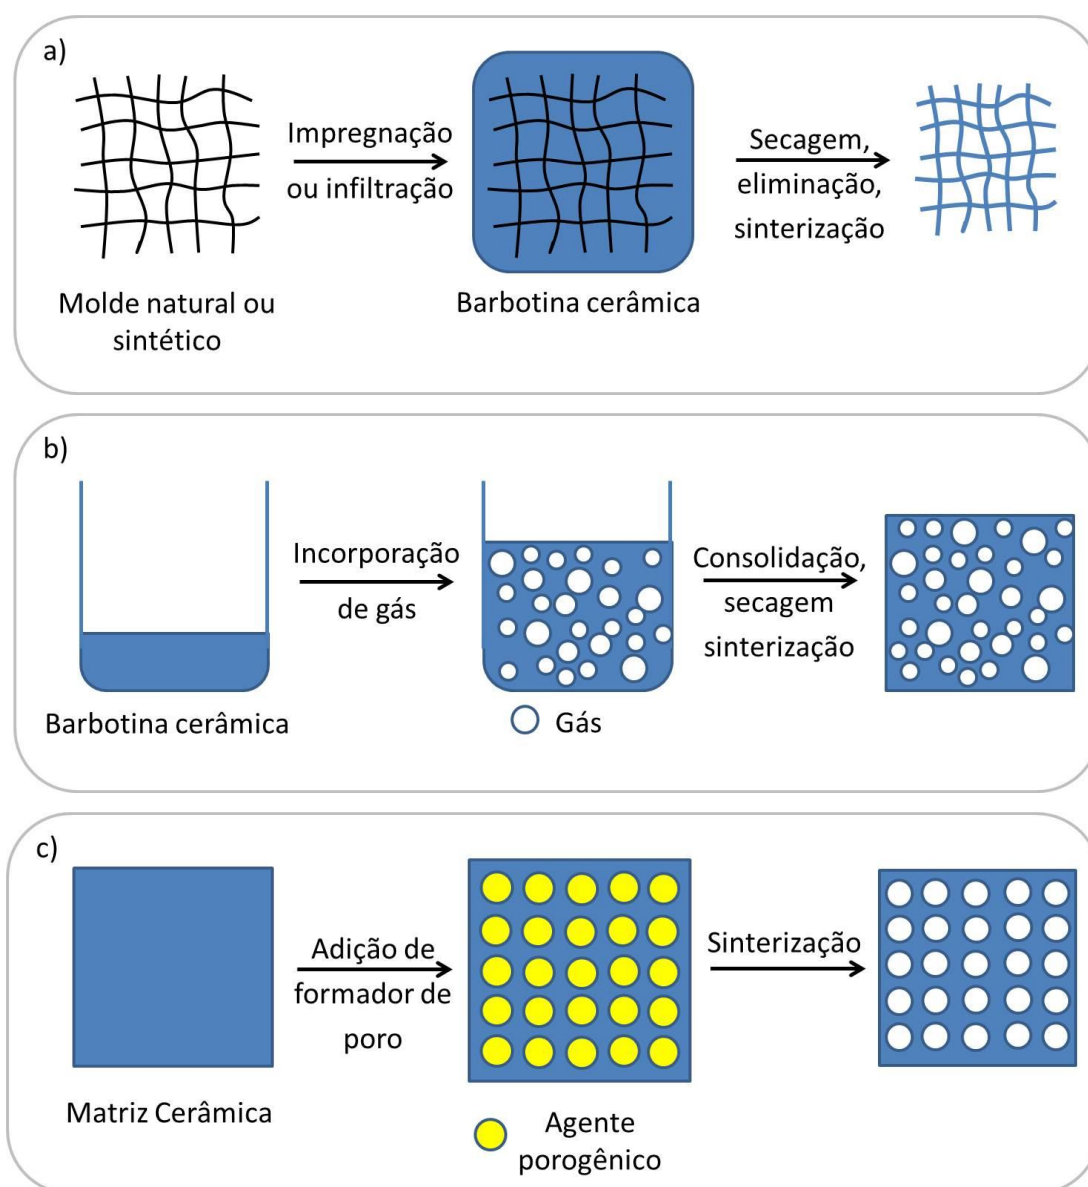 a)
Impregnação
ou infiltração
Secagem,
eliminação,
sinterização
Molde natural ou
sintético
Barbotina cerâmica
b)
Incorporação
de gás
Consolidação,
secagem
sinterização
Barbotina cerâmica
Gás
c)
Adição de
formador de
poro
Sinterização
Matriz Cerâmica
Agente
porogênico